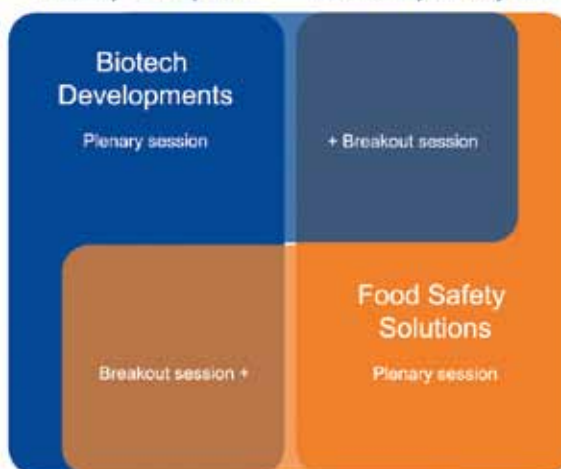 Biotech
Developments
Plenary session
+ Breakout session
Food Safety
Solutions
Plenary session
Breakout session +